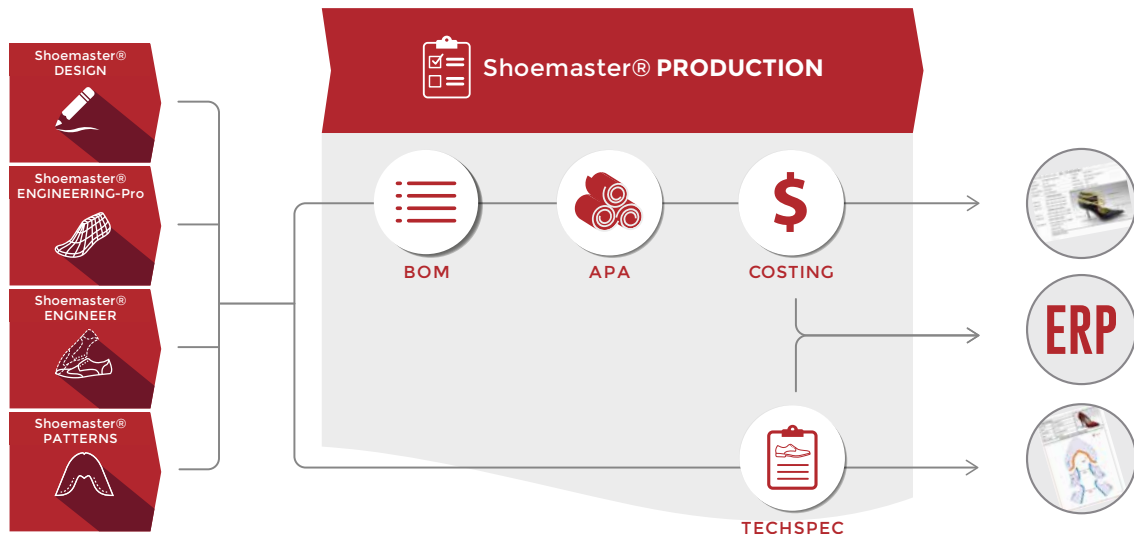 Shoemaster®
DESIGN
Shoemaster®
ENGINEERING-Pro
Shoemaster®
ENGINEER
Shoemaster®
PATTERNS
Shoemaster® PRODUCTION
BOM
APA
COSTING
$
TECHSPEC
ERP